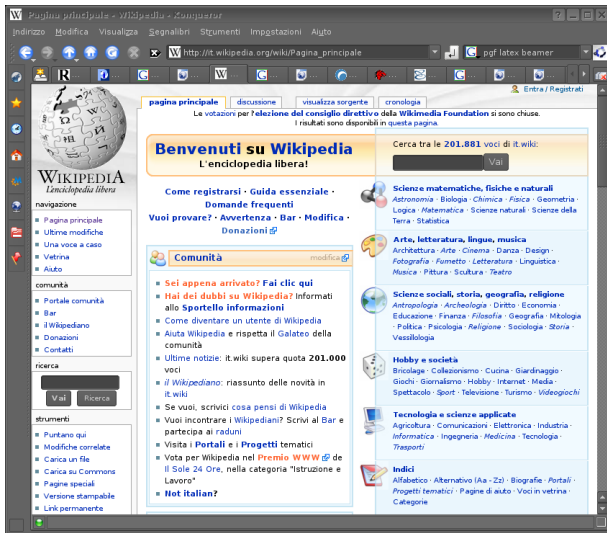 Pagina principale - Wikipedia - Konqueror
Indirizzo Modifica Visualizza Segnalibri Strumenti Impostazioni Aiuto
http://it.wikipedia.org/wiki/Pagina_principale
pgf latex beamer
Entra / Registrati
pagina principale
discussione
visualizza sorgente
cronologia
Le votazioni per l'elezione del consiglio direttivo della Wikimedia Foundation si sono chiuse.
I risultati sono disponibili in questa pagina.
WIKIPEDIA
L'enciclopedia libera
navigazione
Pagina principale
Ultime modifiche
Una voce a caso
Vetrina
Aiuto
comunità
Portale comunità
Bar
il Wikipediano
Donazioni
Contatti
ricerca
Vai
Ricerca
strumenti
Puntano qui
Modifiche correlate
Carica un file
Carica su Commons
Pagine speciali
Versione stampabile
Link permanente
Benvenuti su Wikipedia
L'enciclopedia libera!
Come registrarsi · Guida essenziale ·
Domande frequenti
Vuoi provare? · Avvertenza · Bar · Modifica ·
Donazioni
Comunità
modifica
Sei appena arrivato? Fai clic qui
Hai dei dubbi su Wikipedia? Informati
allo Sportello informazioni
Come diventare un utente di Wikipedia
Aiuta Wikipedia e rispetta il Galateo della
comunità
Ultime notizie: it.wiki supera quota 201.000
voci
il Wikipediano: riassunto delle novità in
it.wiki
Se vuoi, scrivici cosa pensi di Wikipedia
Vuoi incontrare i Wikipediani? Scrivi al Bar e
partecipa ai raduni
Visita i Portali e i Progetti tematici
Vota per Wikipedia nel Premio WWW de
Il Sole 24 Ore, nella categoria "Istruzione e
Lavoro"
Not italian?
Cerca tra le 201.881 voci di it.wiki:
Vai
Scienze matematiche, fisiche e naturali
Astronomia · Biologia · Chimica · Fisica · Geometria ·
Logica · Matematica · Scienze naturali · Scienze della
Terra · Statistica
Arte, letteratura, lingue, musica
Architettura · Arte · Cinema · Danza · Design ·
Fotografia · Fumetto · Letteratura · Linguistica ·
Musica · Pittura · Scultura · Teatro
Scienze sociali, storia, geografia, religione
Antropologia · Archeologia · Diritto · Economia ·
Educazione · Finanza · Filosofia · Geografia · Mitologia
· Politica · Psicologia · Religione · Sociologia · Storia ·
Vessillologia
Hobby e società
Bricolage · Collezionismo · Cucina · Giardinaggio ·
Giochi · Giornalismo · Hobby · Internet · Media ·
Spettacolo · Sport · Televisione · Turismo · Videogiochi
Tecnologia e scienze applicate
Agricoltura · Comunicazioni · Elettronica · Industria ·
Informatica · Ingegneria · Medicina · Tecnologia ·
Trasporti
Indici
Alfabetico · Alternativo (Aa - Zz) · Biografie · Portali ·
Progetti tematici · Pagine di aiuto · Voci in vetrina ·
Categorie